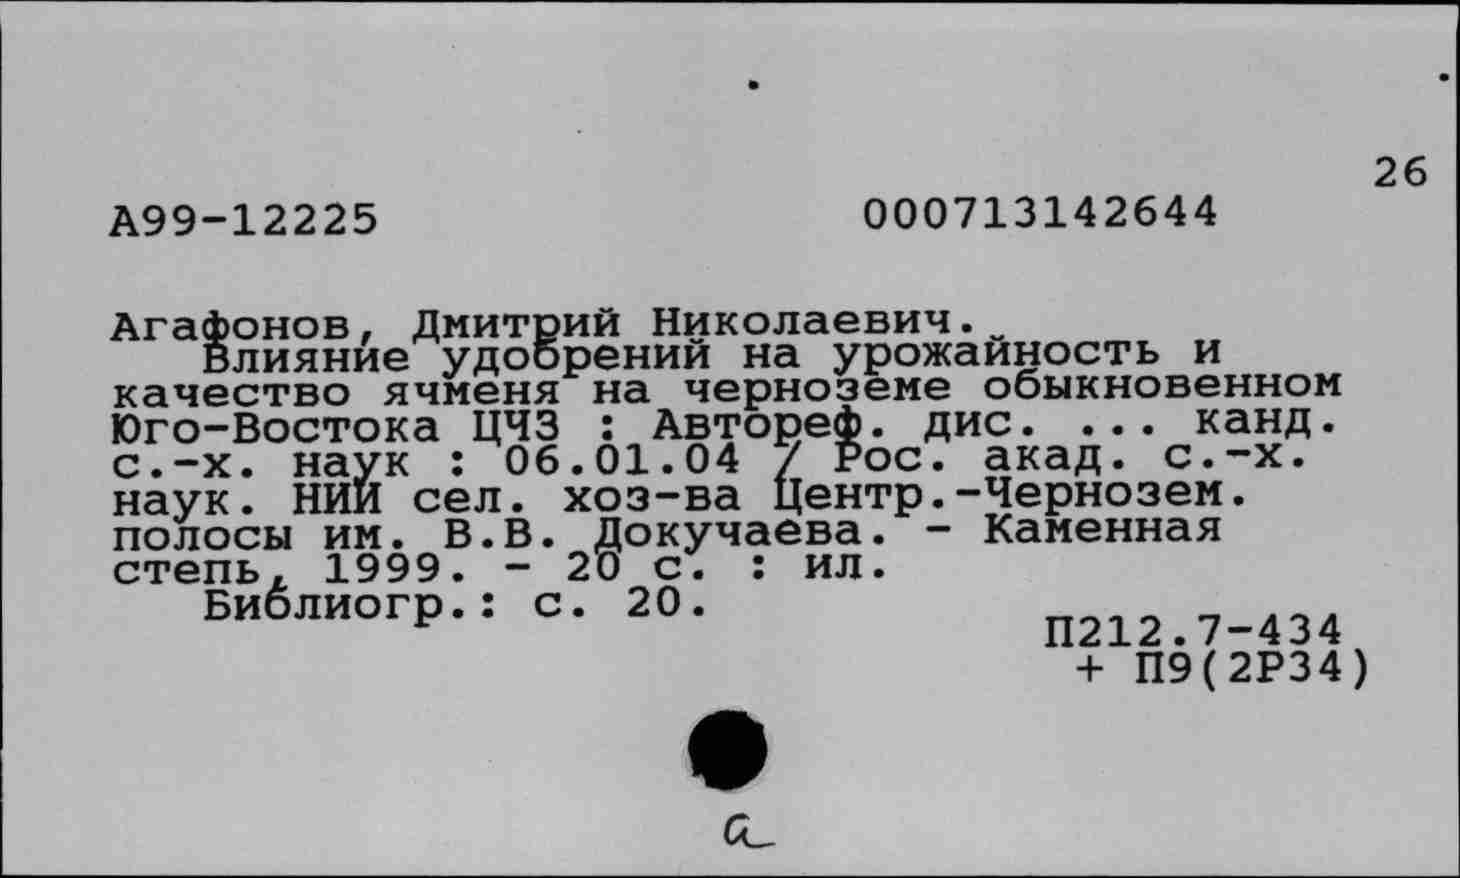 26
А99-12225 000713142644
Агафонов, Дмитрий Николаевич.
Влияние удобрений на урожайность и
качество ячменя на черноземе обыкновенном
Юго-Востока ЦЧЗ : Автореф. дис. ... канд.
с.-х. наук : 06.01.04 / Рос. акад. с.-х.
наук. НИИ сел. хоз-ва Центр.-Чернозем.
полосы им. В.В. Докучаева. - Каменная
степь, 1999. - 20 с. : ил.
Библиогр.: с. 20.
П212.7-434
+ П9(2Р34)
а